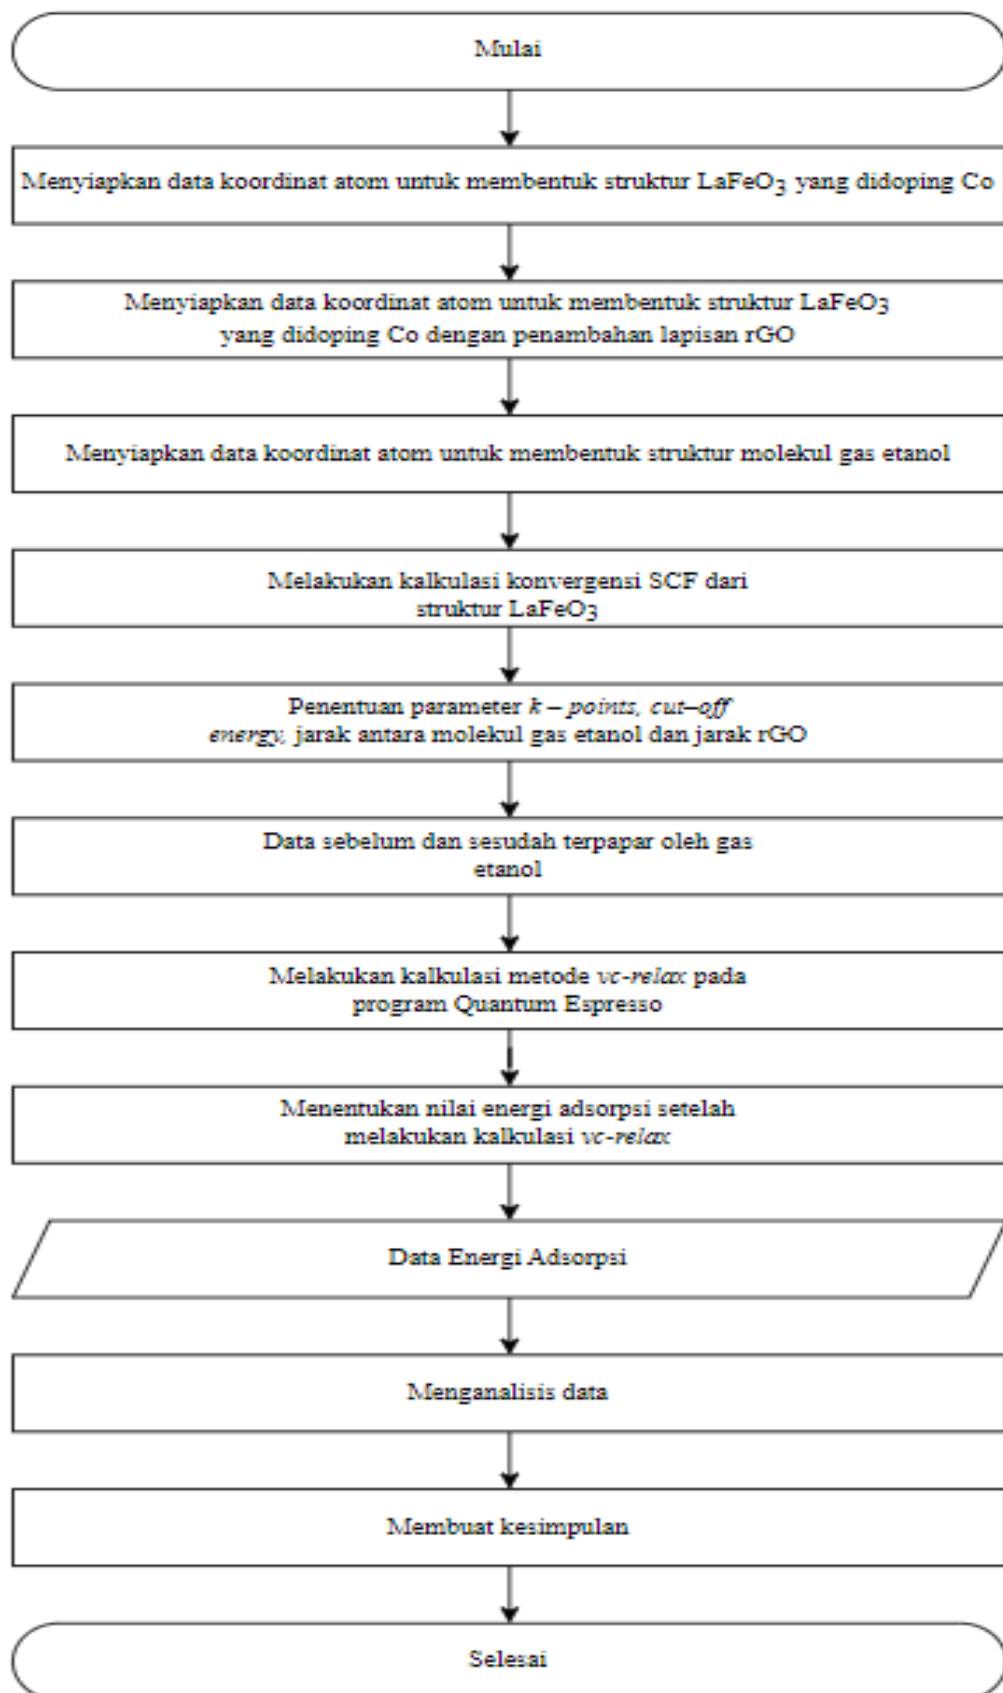 Mulai
Menyiapkan data koordinat atom untuk membentuk struktur LaFeO3 yang didoping Co
Menyiapkan data koordinat atom untuk membentuk struktur LaFeO3
yang didoping Co dengan penambahan lapisan rGO
Menyiapkan data koordinat atom untuk membentuk struktur molekul gas etanol
Melakukan kalkulasi konvergensi SCF dari
struktur LaFeO3
Penentuan parameter k – points, cut–off
energy, jarak antara molekul gas etanol dan jarak rGO
Data sebelum dan sesudah terpapar oleh gas
etanol
Melakukan kalkulasi metode vc-relax pada
program Quantum Espresso
Menentukan nilai energi adsorpsi setelah
melakukan kalkulasi vc-relax
Data Energi Adsorpsi
Menganalisis data
Membuat kesimpulan
Selesai